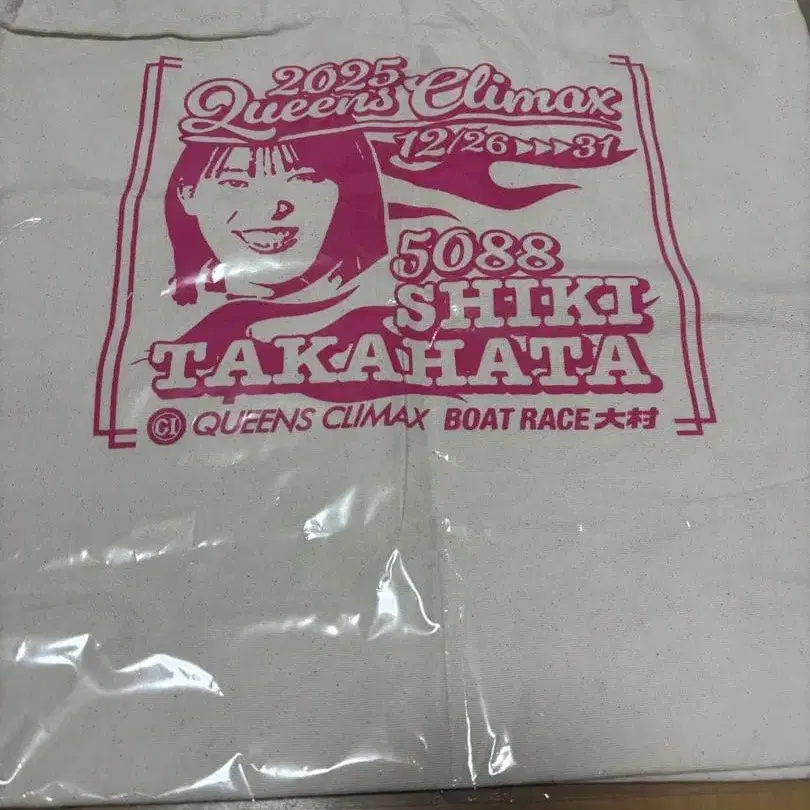 2025
Queens Climax
12/26▷▷▷31
5088
SHIKI
TAKAHATA
CI QUEENS CLIMAX BOAT RACE 大村